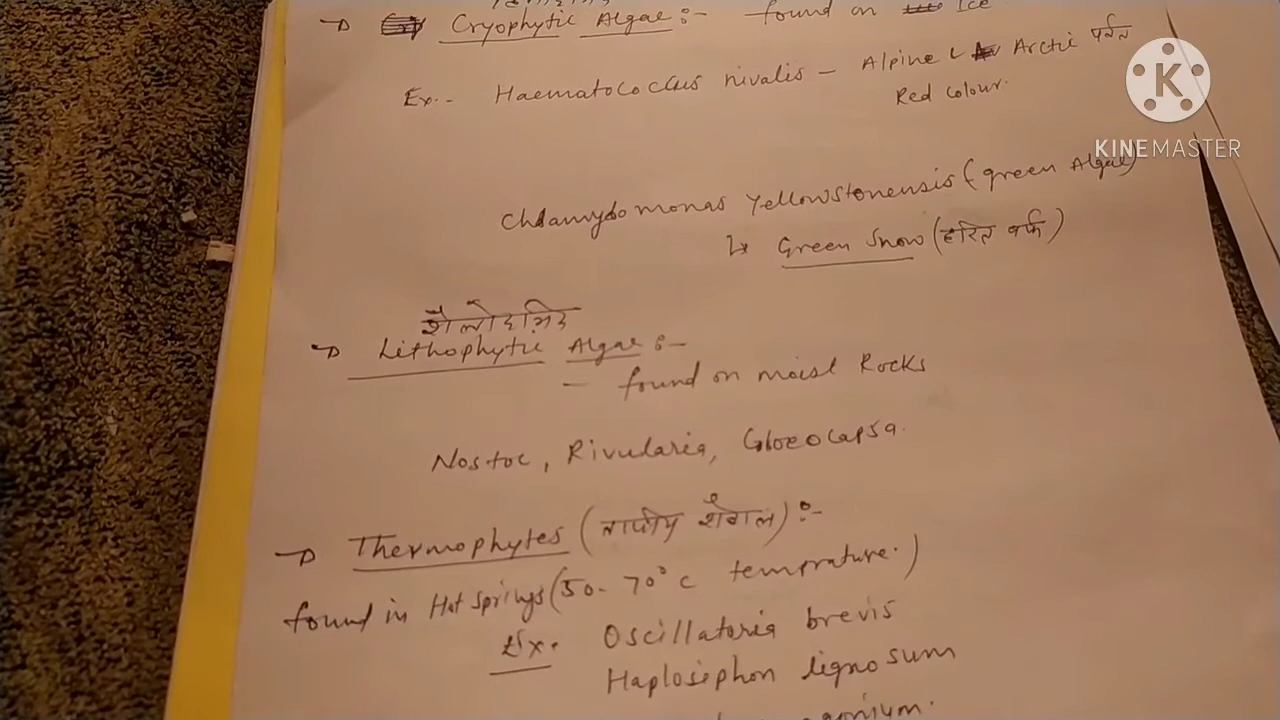 → Cryophytic Algae :- found on Ice
Ex.- Haematococcus nivalis - Alpine & Arctic पर्वत
Red Colour.
K
KINEMASTER
Chlamydomonas Yellowstonensis (green Algae)
↳ Green Snow (हरित बर्फ)
शैलोदभिद
→ Lithophytic Algae :-
- found on moist Rocks
Nostoc, Rivularia, Gloeocapsa.
→ Thermophytes (तापीय शैवाल) :-
found in Hot Springs (50-70°C temprature.)
Ex. Oscillatoria brevis
Haplosiphon lignosum